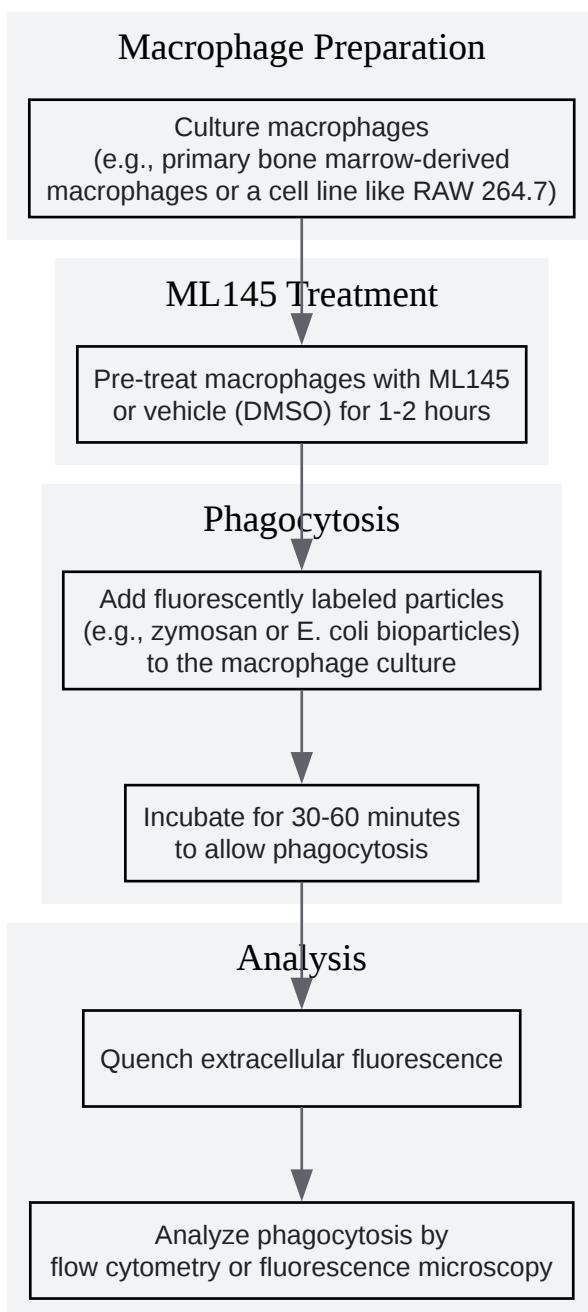 Macrophage Preparation
Culture macrophages
(e.g., primary bone marrow-derived
macrophages or a cell line like RAW 264.7)
ML145 Treatment
Pre-treat macrophages with ML145
or vehicle (DMSO) for 1-2 hours
Phagocytosis
Add fluorescently labeled particles
(e.g., zymosan or E. coli bioparticles)
to the macrophage culture
Incubate for 30-60 minutes
to allow phagocytosis
Analysis
Quench extracellular fluorescence
Analyze phagocytosis by
flow cytometry or fluorescence microscopy